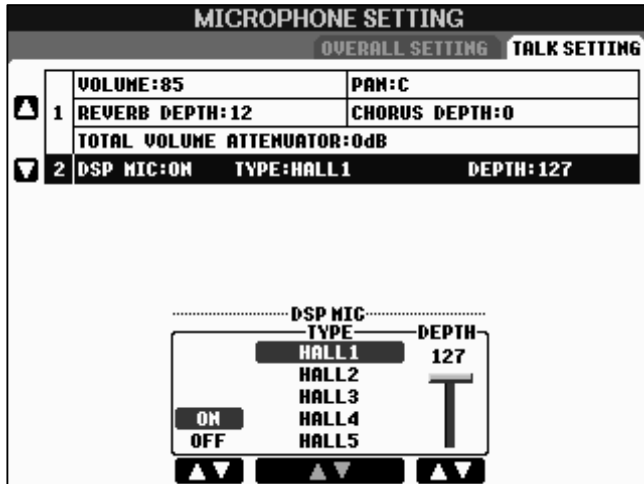 MICROPHONE SETTING
OVERALL SETTING TALK SETTING
VOLUME:85 PAN:C
1 REVERB DEPTH:12 CHORUS DEPTH:0
TOTAL VOLUME ATTENUATOR:0dB
2 DSP MIC:ON TYPE:HALL1 DEPTH:127
DSP MIC
TYPE DEPTH
HALL1 127
HALL2
HALL3
ON HALL4
OFF HALL5